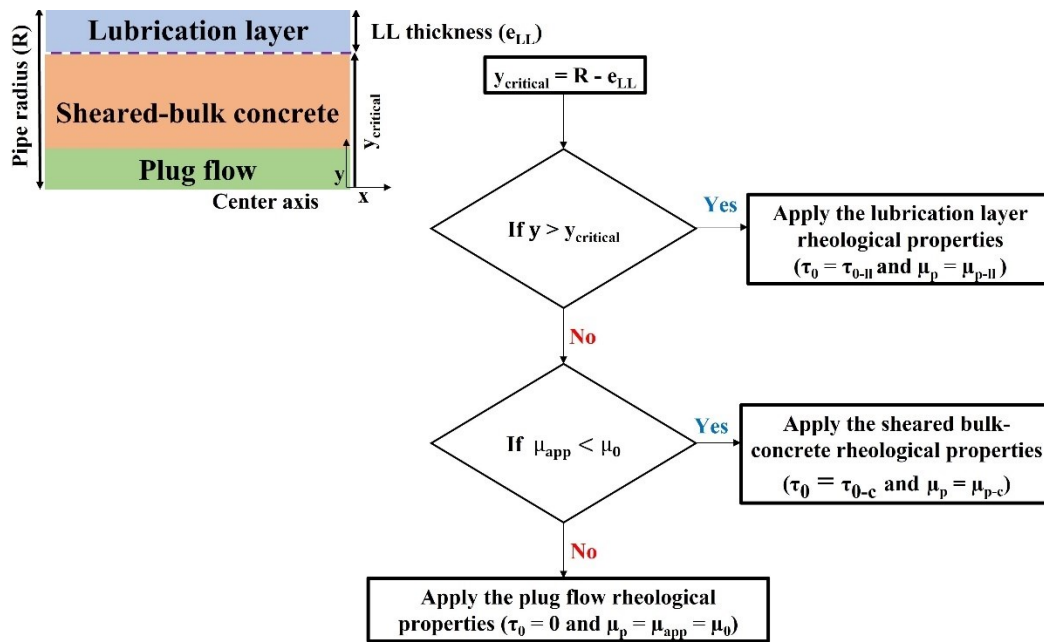 Lubrication layer
LL thickness (e_LL)
Pipe radius (R)
Sheared-bulk concrete
y_critical
Plug flow
y
x
Center axis
y_critical = R - e_LL
If y > y_critical
Yes
Apply the lubrication layer
rheological properties
(τ_0 = τ_0-ll and μ_p = μ_p-ll )
No
If μ_app < μ_0
Yes
Apply the sheared bulk-
concrete rheological properties
(τ_0 = τ_0-c and μ_p = μ_p-c)
No
Apply the plug flow rheological
properties (τ_0 = 0 and μ_p = μ_app = μ_0)